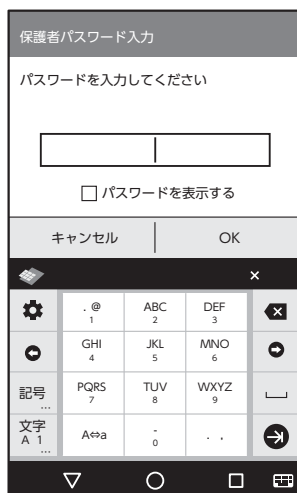 保護者パスワード入力
パスワードを入力してください
パスワードを表示する
キャンセル OK
×
. @ ABC DEF
1 2 3
GHI JKL MNO
4 5 6
記号 PQRS TUV WXYZ
... 7 8 9
文字 A⇔a - . ,
A 1 0
...